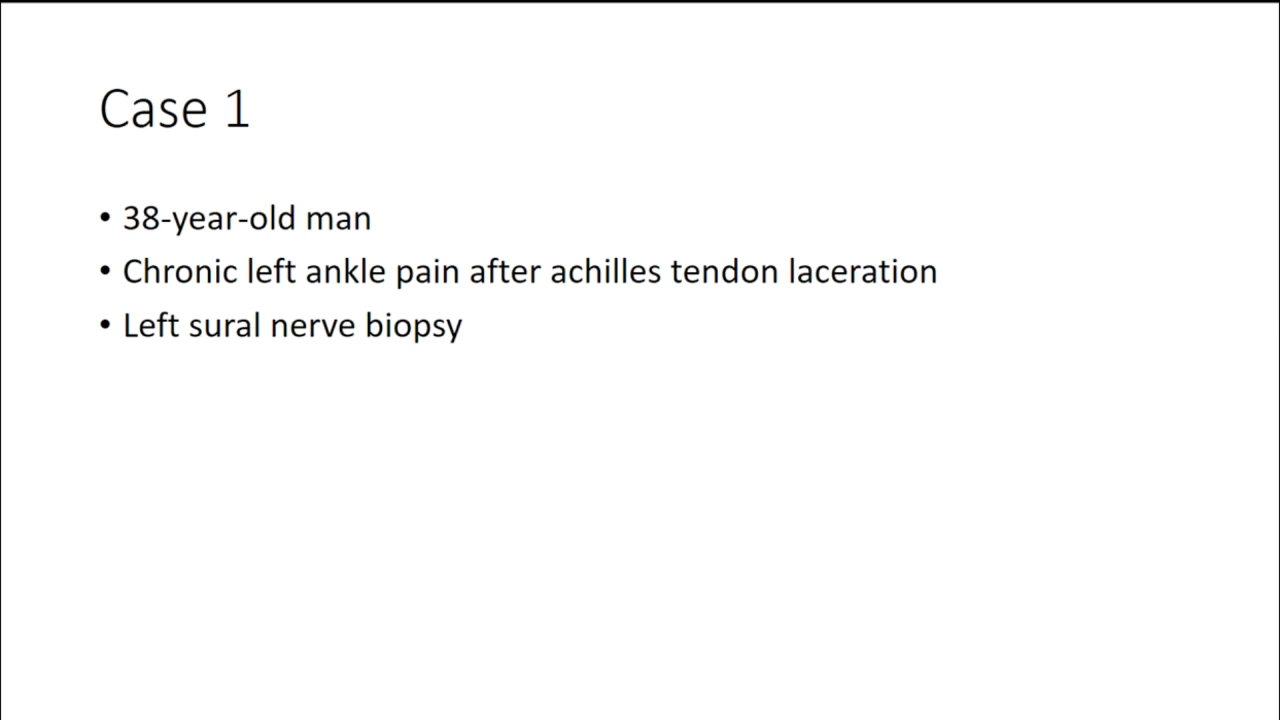 Case 1
• 38-year-old man
• Chronic left ankle pain after achilles tendon laceration
• Left sural nerve biopsy